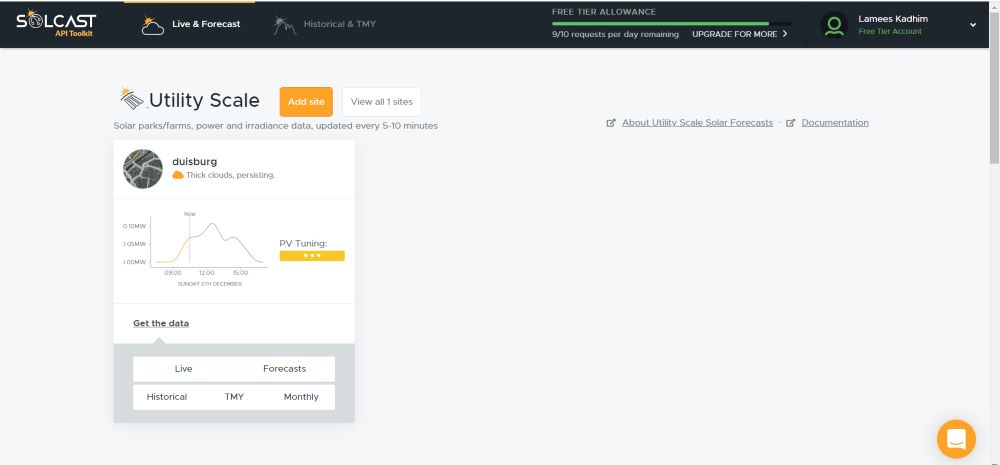 SOLCAST
API Toolkit
Live & Forecast
Historical & TMY
FREE TIER ALLOWANCE
9/10 requests per day remaining
UPGRADE FOR MORE
Lamees Kadhim
Free Tier Account
Utility Scale
Add site
View all 1 sites
Solar parks/farms, power and irradiance data, updated every 5-10 minutes
About Utility Scale Solar Forecasts · Documentation
duisburg
Thick clouds, persisting.
Now
0.10MW
0.05MW
0.00MW
09:00 12:00 15:00
SUNDAY 5TH DECEMBER
PV Tuning:
Get the data
Live Forecasts
Historical TMY Monthly